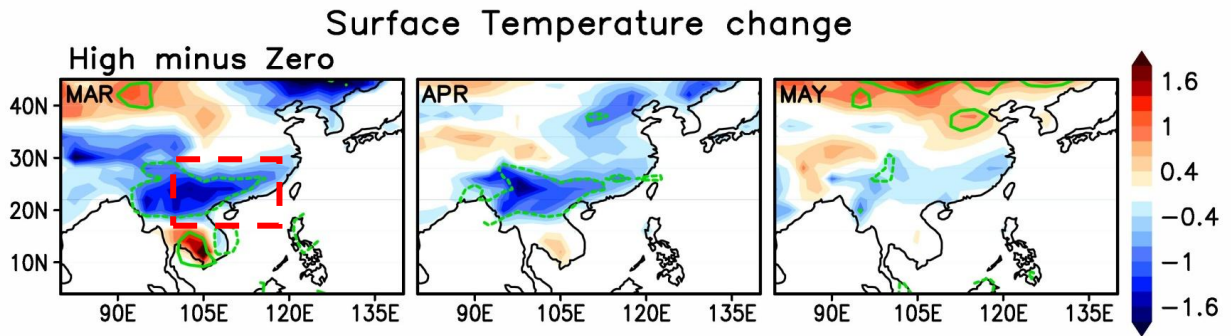 Surface Temperature change
High minus Zero
MAR
APR
MAY
40N
30N
20N
10N
90E 105E 120E 135E
90E 105E 120E 135E
90E 105E 120E 135E
1.6
1
0.4
-0.4
-1
-1.6